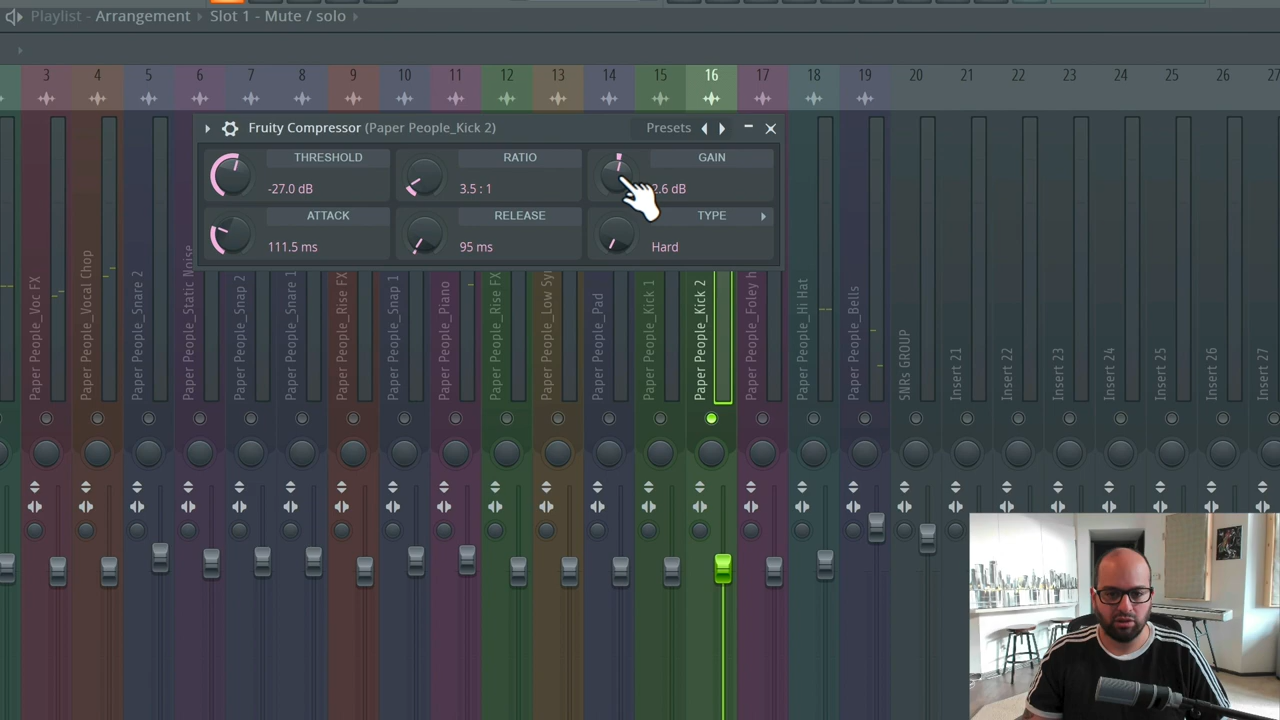 Playlist - Arrangement Slot 1 - Mute / solo
3 4 5 6 7 8 9 10 11 12 13 14 15 16 17 18 19 20 21 22 23 24 25 26 27
Fruity Compressor (Paper People_Kick 2) Presets
THRESHOLD RATIO GAIN
-27.0 dB 3.5 : 1 2.6 dB
ATTACK RELEASE TYPE
111.5 ms 95 ms Hard
Paper People_Voc FX
Paper People_Vocal Chop
Paper People_Snare 2
Paper People_Static Noise
Paper People_Snap 2
Paper People_Snare 1
Paper People_Rise FX
Paper People_Snap 1
Paper People_Piano
Paper People_Rise FX
Paper People_Low Syn
Paper People_Pad
Paper People_Kick 1
Paper People_Kick 2
Paper People_Foley h
Paper People_Hi Hat
Paper People_Bells
SNRs GROUP
Insert 21
Insert 22
Insert 23
Insert 24
Insert 25
Insert 26
Insert 27